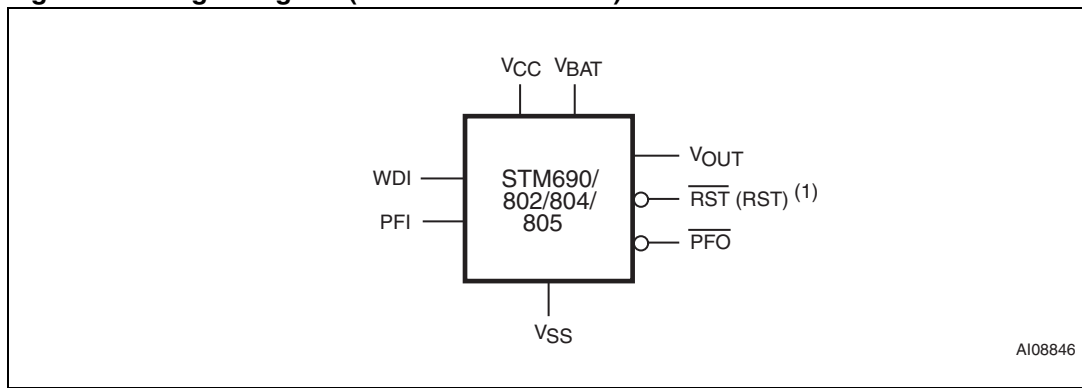 VCC VBAT
VOUT
WDI
STM690/
802/804/
805
RST (RST) (1)
PFI
PFO
VSS
AI08846